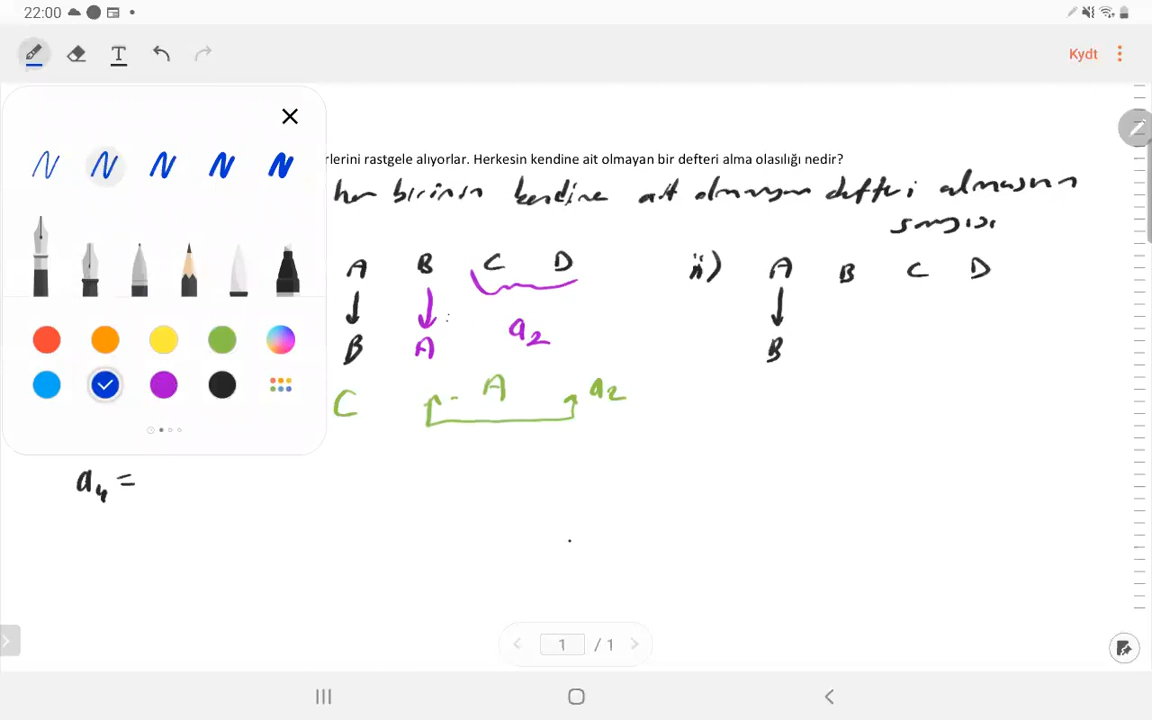 22:00
T
Kydt
rlerini rastgele alıyorlar. Herkesin kendine ait olmayan bir defteri alma olasılığı nedir?
her birinin kendine ait olmayan defteri almasının
sayısı
A B C D ii) A B C D
B A a2 B
C A a2
a4 =
1 / 1